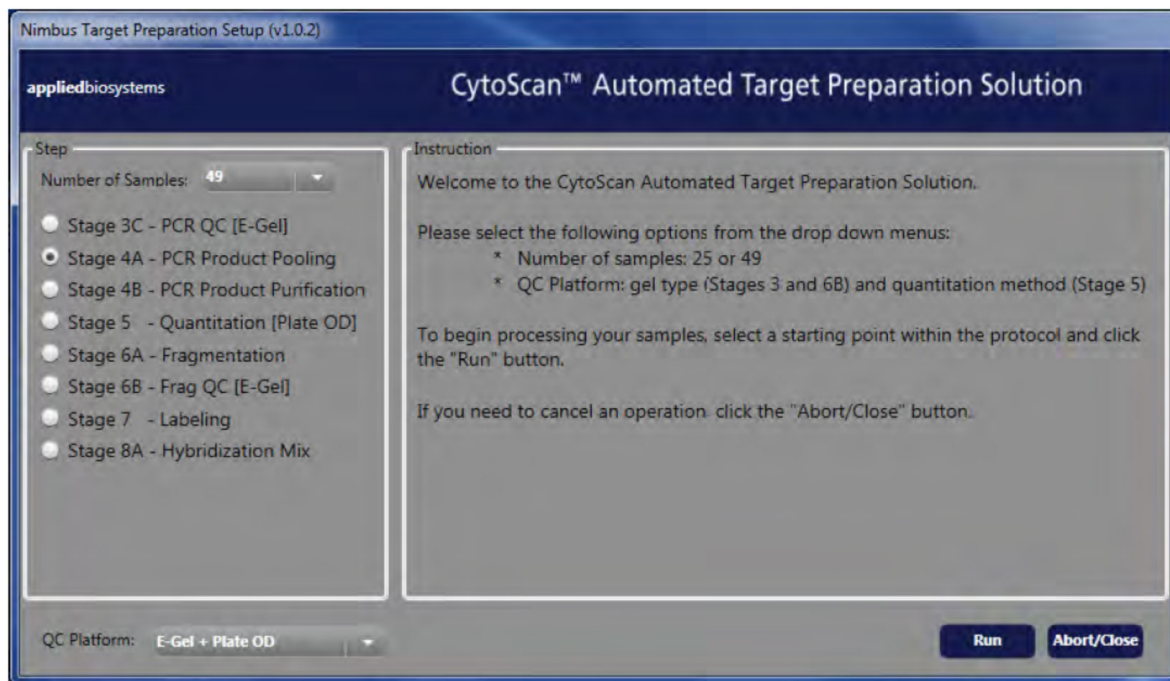 Nimbus Target Preparation Setup (v1.0.2)
appliedbiosystems
CytoScan™ Automated Target Preparation Solution
Step
Number of Samples: 49
Stage 3C - PCR QC [E-Gel]
Stage 4A - PCR Product Pooling
Stage 4B - PCR Product Purification
Stage 5 - Quantitation [Plate OD]
Stage 6A - Fragmentation
Stage 6B - Frag QC [E-Gel]
Stage 7 - Labeling
Stage 8A - Hybridization Mix
Instruction
Welcome to the CytoScan Automated Target Preparation Solution.
Please select the following options from the drop down menus:
* Number of samples: 25 or 49
* QC Platform: gel type (Stages 3 and 6B) and quantitation method (Stage 5)
To begin processing your samples, select a starting point within the protocol and click
the "Run" button.
If you need to cancel an operation click the "Abort/Close" button.
QC Platform: E-Gel + Plate OD
Run
Abort/Close